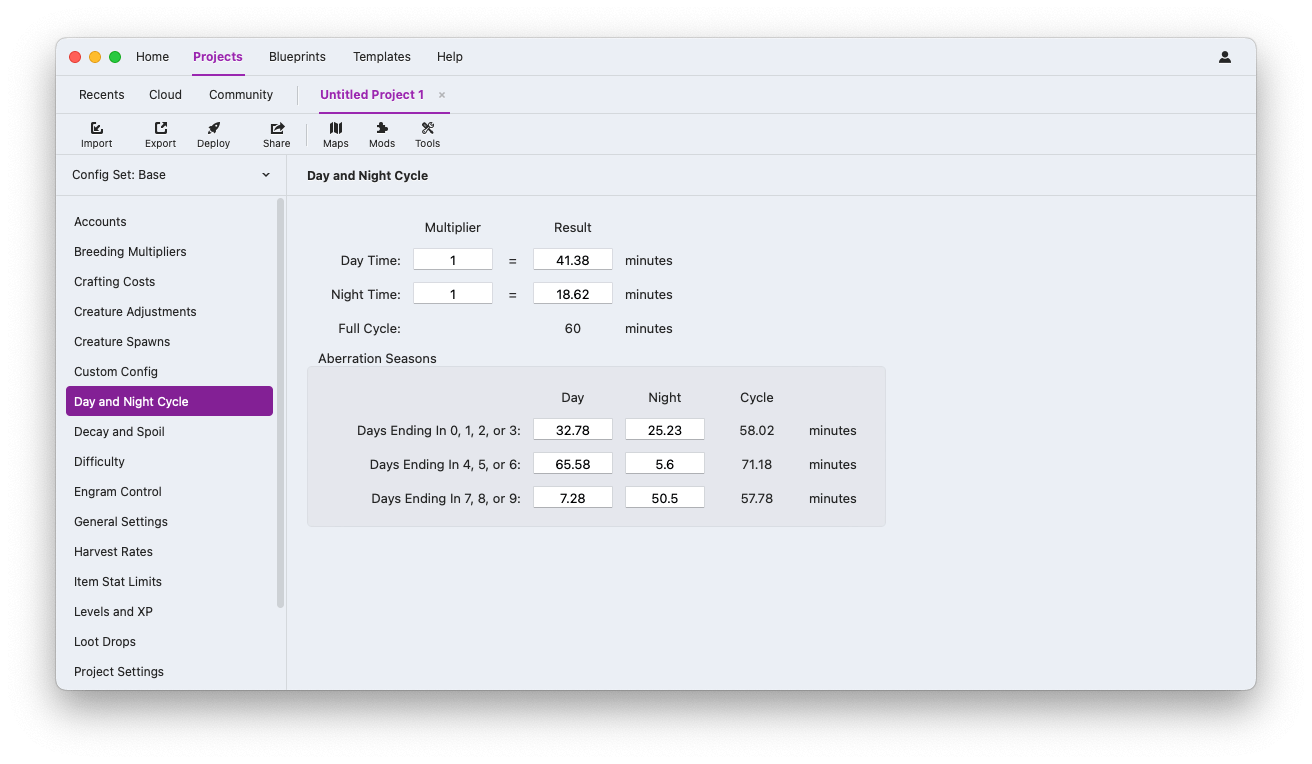 Home Projects Blueprints Templates Help
Recents Cloud Community Untitled Project 1 ×
Import Export Deploy Share Maps Mods Tools
Config Set: Base
Day and Night Cycle
Accounts
Breeding Multipliers
Crafting Costs
Creature Adjustments
Creature Spawns
Custom Config
Day and Night Cycle
Decay and Spoil
Difficulty
Engram Control
General Settings
Harvest Rates
Item Stat Limits
Levels and XP
Loot Drops
Project Settings
Multiplier Result
Day Time: 1 = 41.38 minutes
Night Time: 1 = 18.62 minutes
Full Cycle: 60 minutes
Aberration Seasons
Day Night Cycle
Days Ending In 0, 1, 2, or 3: 32.78 25.23 58.02 minutes
Days Ending In 4, 5, or 6: 65.58 5.6 71.18 minutes
Days Ending In 7, 8, or 9: 7.28 50.5 57.78 minutes